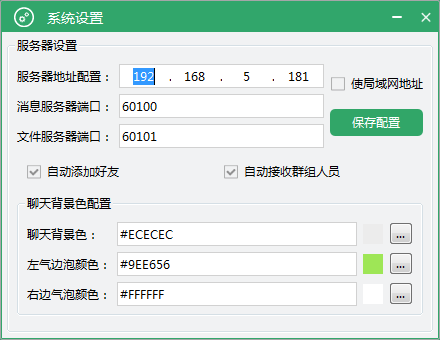 系统设置
服务器设置
服务器地址配置： 192 . 168 . 5 . 181
使局域网地址
消息服务器端口： 60100
文件服务器端口： 60101
保存配置
自动添加好友 自动接收群组人员
聊天背景色配置
聊天背景色： #ECECEC ...
左气边泡颜色： #9EE656 ...
右边气泡颜色： #FFFFFF ...